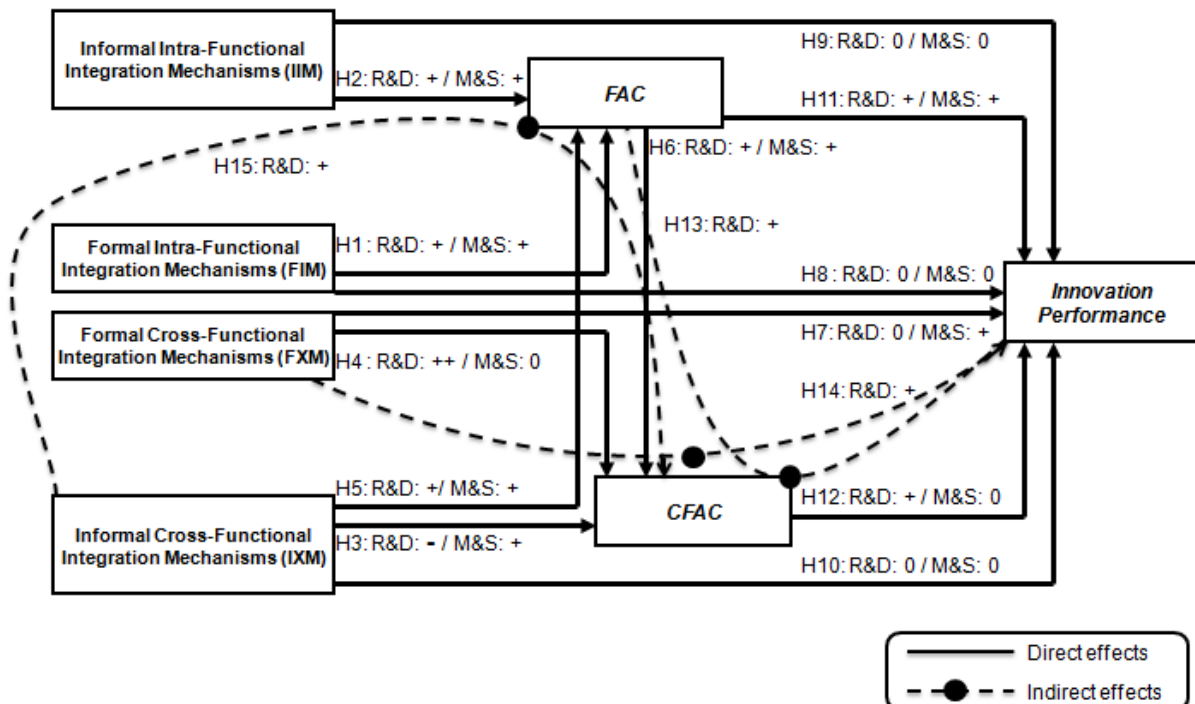 Informal Intra-Functional
Integration Mechanisms (IIM)
H9: R&D: 0 / M&S: 0
H2: R&D: + / M&S: +
FAC
H11: R&D: + / M&S: +
H6: R&D: + / M&S: +
H15: R&D: +
H13: R&D: +
Formal Intra-Functional
Integration Mechanisms (FIM)
H1: R&D: + / M&S: +
H8: R&D: 0 / M&S: 0
Innovation
Performance
Formal Cross-Functional
Integration Mechanisms (FXM)
H7: R&D: 0 / M&S: +
H4: R&D: ++ / M&S: 0
H14: R&D: +
H5: R&D: +/ M&S: +
CFAC
H12: R&D: + / M&S: 0
Informal Cross-Functional
Integration Mechanisms (IXM)
H3: R&D: - / M&S: +
H10: R&D: 0 / M&S: 0
Direct effects
Indirect effects